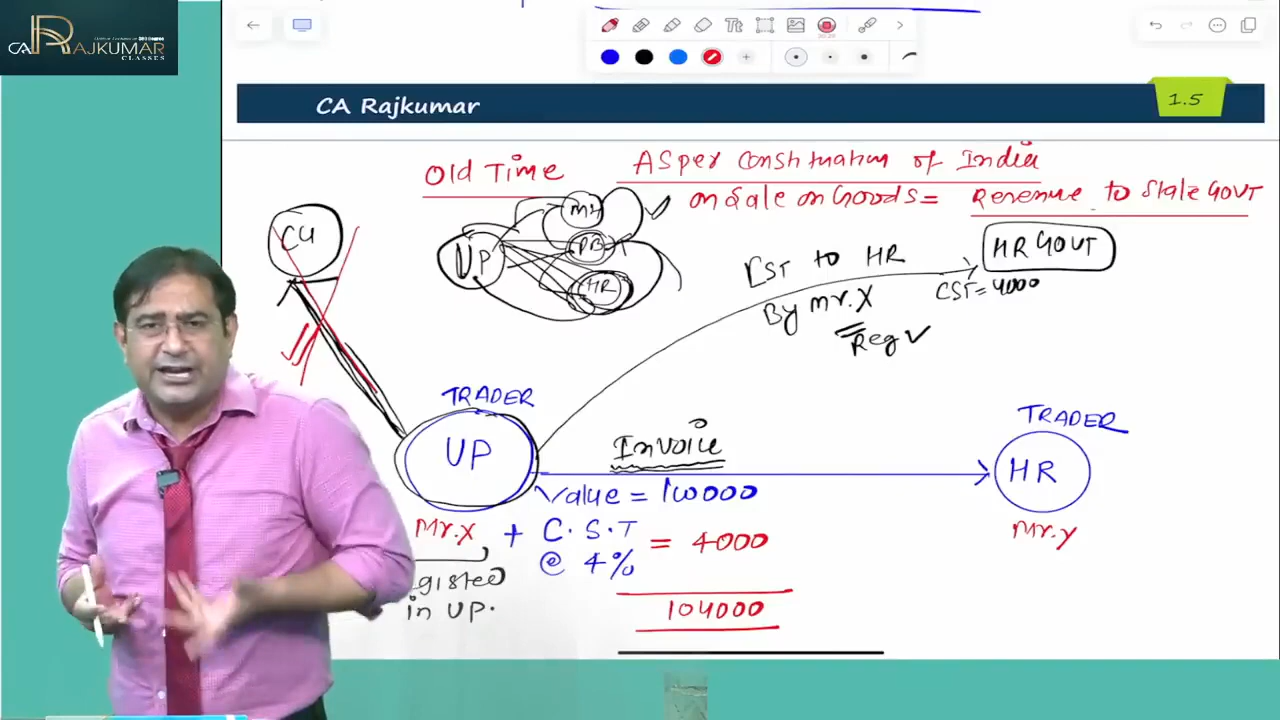 CA RAJKUMAR
CLASSES
Tt
CA Rajkumar
1.5
Old Time
As per Constitution of India
on Sale on Goods = Revenue to State Govt
CG
UP
MH
PB
HR
CST to HR
HR GOVT
CST = 4000
By Mr.X
Reg ✓
TRADER
UP
Invoice
TRADER
HR
Value = 100000
Mr.X
+ C.S.T
@ 4%
= 4000
Mr.y
in UP.
104000